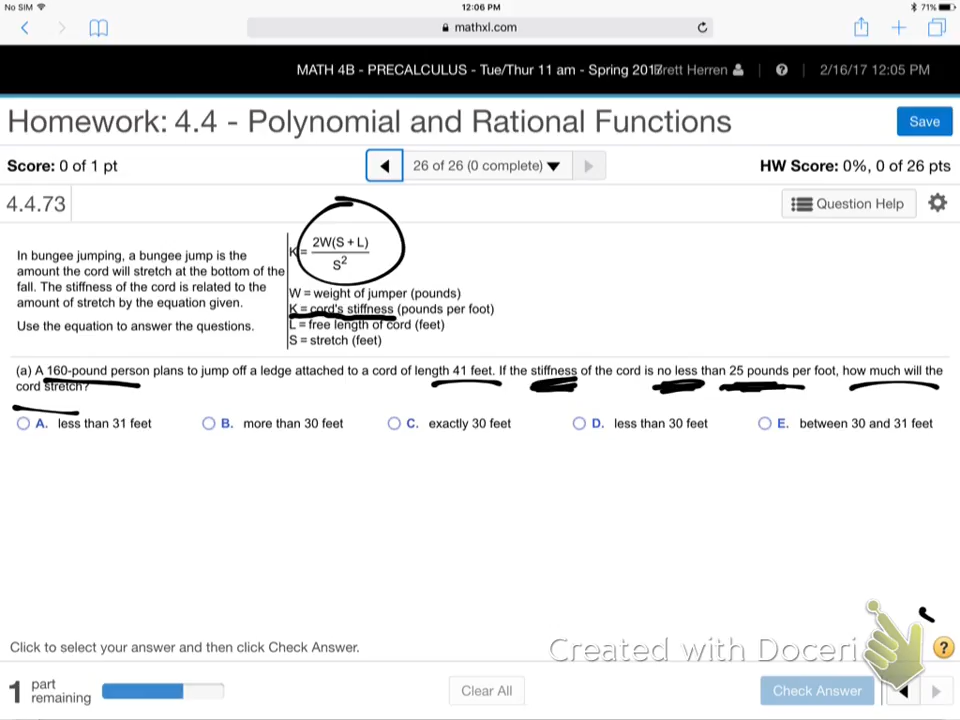 No SIM 12:06 PM 71%
mathxl.com
MATH 4B - PRECALCULUS - Tue/Thur 11 am - Spring 2017 Brett Herren ? 2/16/17 12:05 PM
Homework: 4.4 - Polynomial and Rational Functions Save
Score: 0 of 1 pt 26 of 26 (0 complete) HW Score: 0%, 0 of 26 pts
4.4.73 Question Help
In bungee jumping, a bungee jump is the
amount the cord will stretch at the bottom of the
fall. The stiffness of the cord is related to the
amount of stretch by the equation given.
Use the equation to answer the questions.
K = 2W(S + L)
S²
W = weight of jumper (pounds)
K = cord's stiffness (pounds per foot)
L = free length of cord (feet)
S = stretch (feet)
(a) A 160-pound person plans to jump off a ledge attached to a cord of length 41 feet. If the stiffness of the cord is no less than 25 pounds per foot, how much will the
cord stretch?
A. less than 31 feet B. more than 30 feet C. exactly 30 feet D. less than 30 feet E. between 30 and 31 feet
Created with Doceri
Click to select your answer and then click Check Answer. ?
1 part remaining Clear All Check Answer